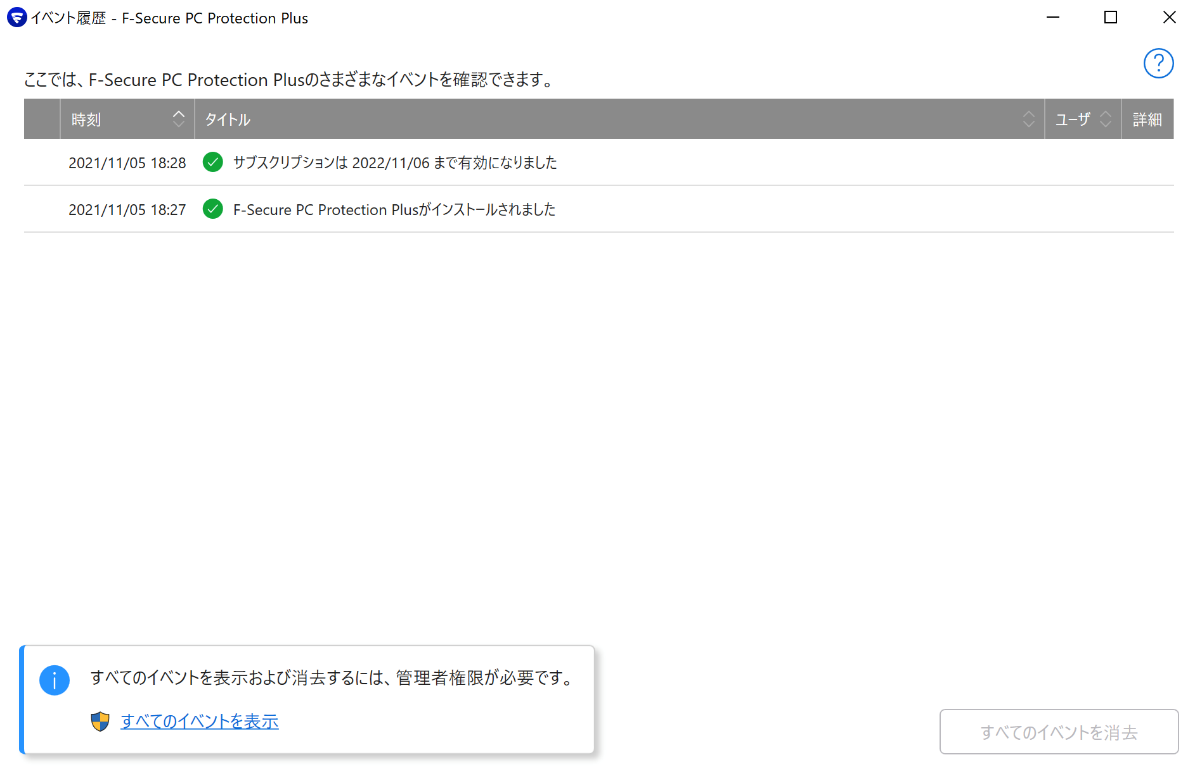 イベント履歴 - F-Secure PC Protection Plus
ここでは、F-Secure PC Protection Plusのさまざまなイベントを確認できます。
時刻 タイトル ユーザ 詳細
2021/11/05 18:28 サブスクリプションは 2022/11/06 まで有効になりました
2021/11/05 18:27 F-Secure PC Protection Plusがインストールされました
すべてのイベントを表示および消去するには、管理者権限が必要です。
すべてのイベントを表示
すべてのイベントを消去